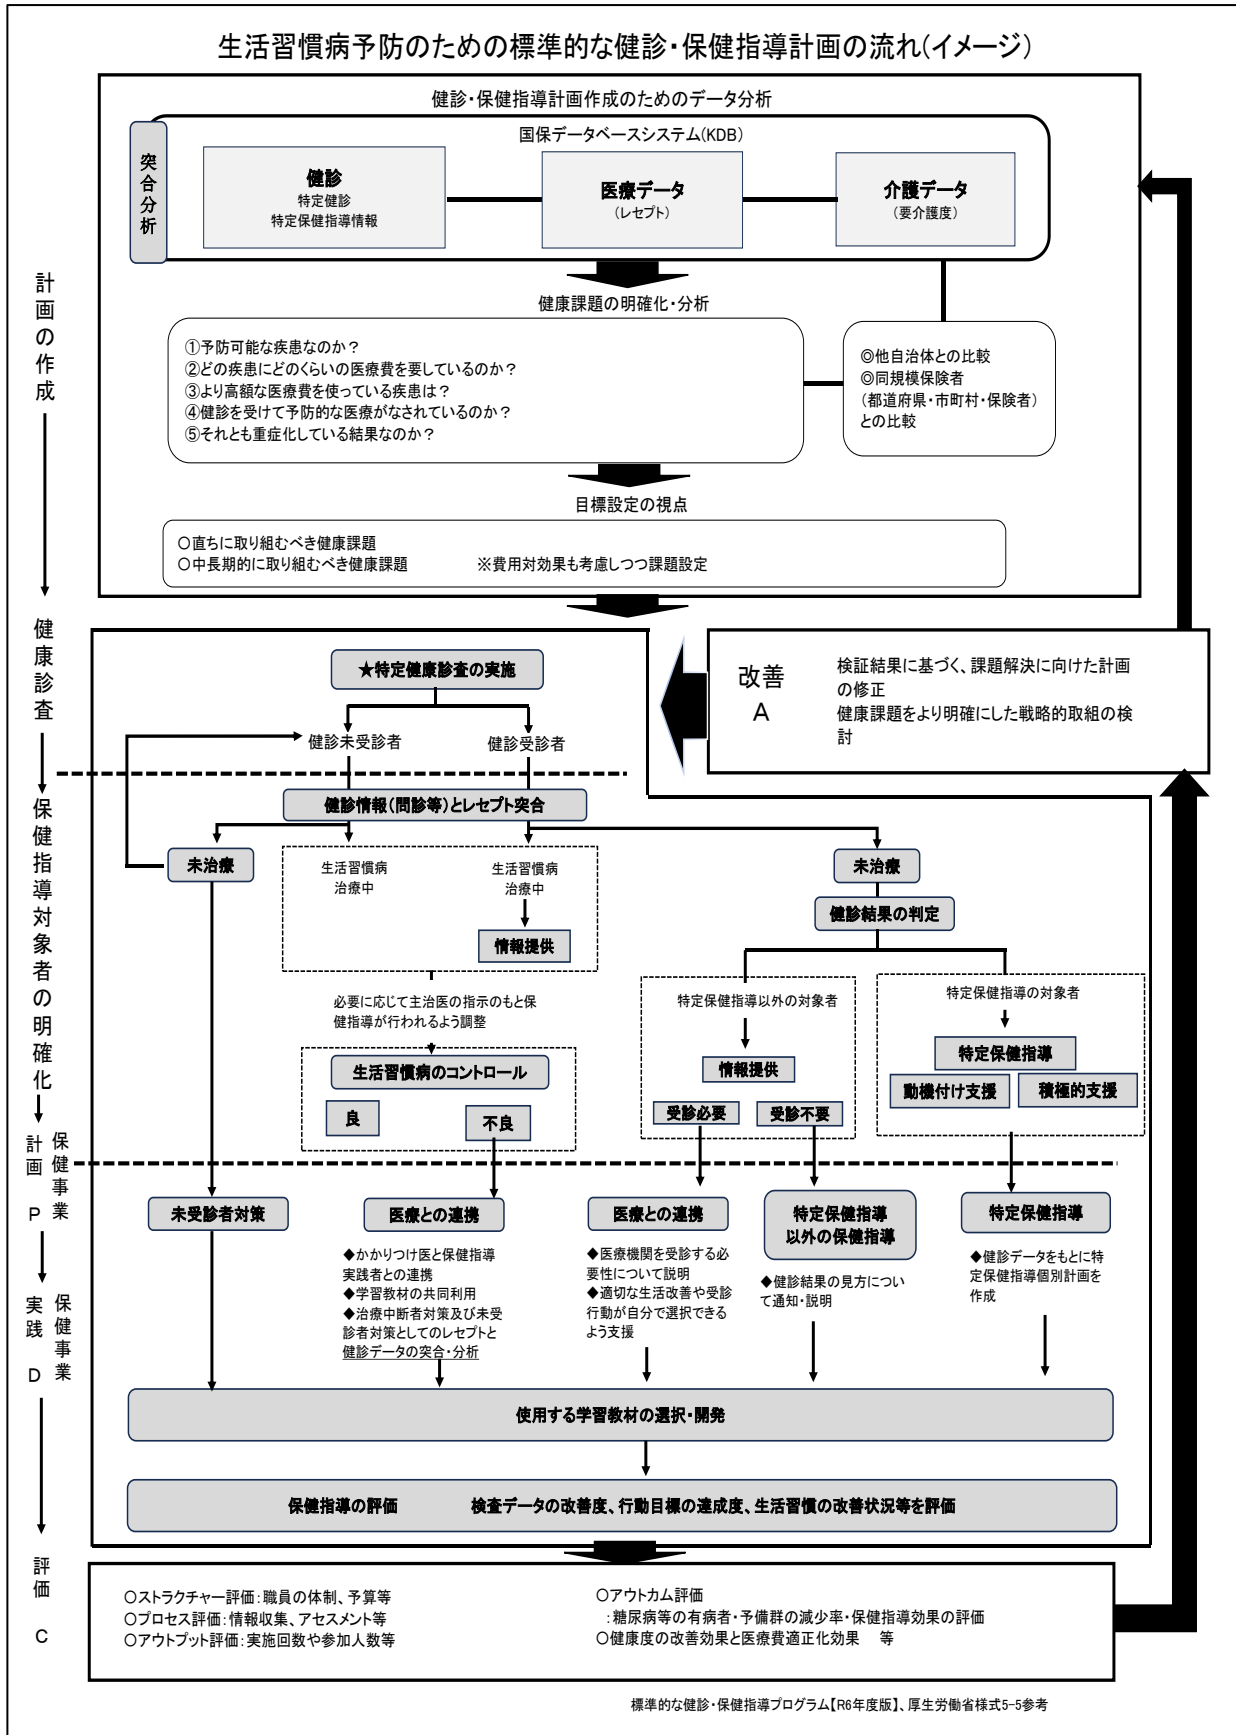 生活習慣病予防のための標準的な健診・保健指導計画の流れ(イメージ)
健診・保健指導計画作成のためのデータ分析
国保データベースシステム(KDB)
突合分析
健診
特定健診
特定保健指導情報
医療データ
(レセプト)
介護データ
(要介護度)
計画の作成
健康課題の明確化・分析
①予防可能な疾患なのか?
②どの疾患にどのくらいの医療費を要しているのか?
③より高額な医療費を使っている疾患は?
④健診を受けて予防的な医療がなされているのか?
⑤それとも重症化している結果なのか?
◎他自治体との比較
◎同規模保険者
(都道府県・市町村・保険者)
との比較
目標設定の視点
○直ちに取り組むべき健康課題
○中長期的に取り組むべき健康課題 ※費用対効果も考慮しつつ課題設定
健康診査
★特定健康診査の実施
改善
A
検証結果に基づく、課題解決に向けた計画
の修正
健康課題をより明確にした戦略的取組の検
討
健診未受診者
健診受診者
保健指導対象者の明確化
健診情報(問診等)とレセプト突合
未治療
生活習慣病
治療中
生活習慣病
治療中
情報提供
未治療
健診結果の判定
必要に応じて主治医の指示のもと保
健指導が行われるよう調整
特定保健指導以外の対象者
特定保健指導の対象者
生活習慣病のコントロール
良
不良
情報提供
受診必要
受診不要
特定保健指導
動機付け支援
積極的支援
保健事業
計画 P
未受診者対策
医療との連携
医療との連携
特定保健指導
以外の保健指導
特定保健指導
◆かかりつけ医と保健指導
実践者との連携
◆学習教材の共同利用
◆治療中断者対策及び未受
診者対策としてのレセプトと
健診データの突合・分析
◆医療機関を受診する必
要性について説明
◆適切な生活改善や受診
行動が自分で選択できる
よう支援
◆健診結果の見方につい
て通知・説明
◆健診データをもとに特
定保健指導個別計画を
作成
保健事業
実践 D
使用する学習教材の選択・開発
保健指導の評価 検査データの改善度、行動目標の達成度、生活習慣の改善状況等を評価
評価 C
○ストラクチャー評価:職員の体制、予算等
○プロセス評価:情報収集、アセスメント等
○アウトプット評価:実施回数や参加人数等
○アウトカム評価
:糖尿病等の有病者・予備群の減少率・保健指導効果の評価
○健康度の改善効果と医療費適正化効果 等
標準的な健診・保健指導プログラム【R6年度版】、厚生労働省様式5-5参考